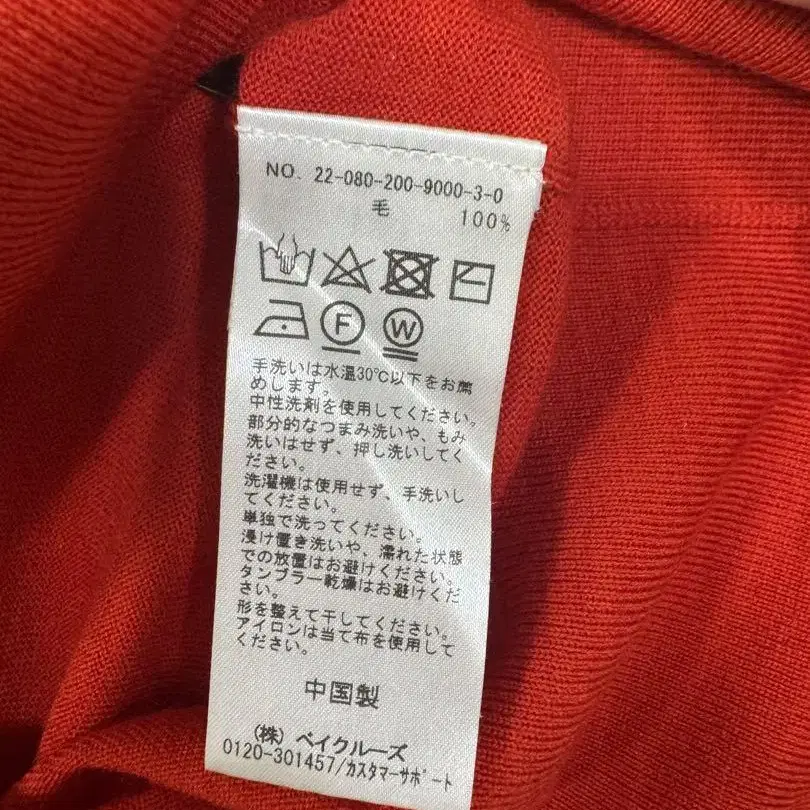 NO. 22-080-200-9000-3-0
毛 100%
F W
手洗いは水温30℃以下をお薦
めします。
中性洗剤を使用してください。
部分的なつまみ洗いや、もみ
洗いはせず、押し洗いしてく
ださい。
洗濯機は使用せず、手洗いし
てください。
単独で洗ってください。
浸け置き洗いや、濡れた状態
での放置はお避けください。
タンブラー乾燥はお避けくだ
さい。
形を整えて干してください。
アイロンは当て布を使用して
ください。
中国製
(株) ベイクルーズ
0120-301457/カスタマーサポート